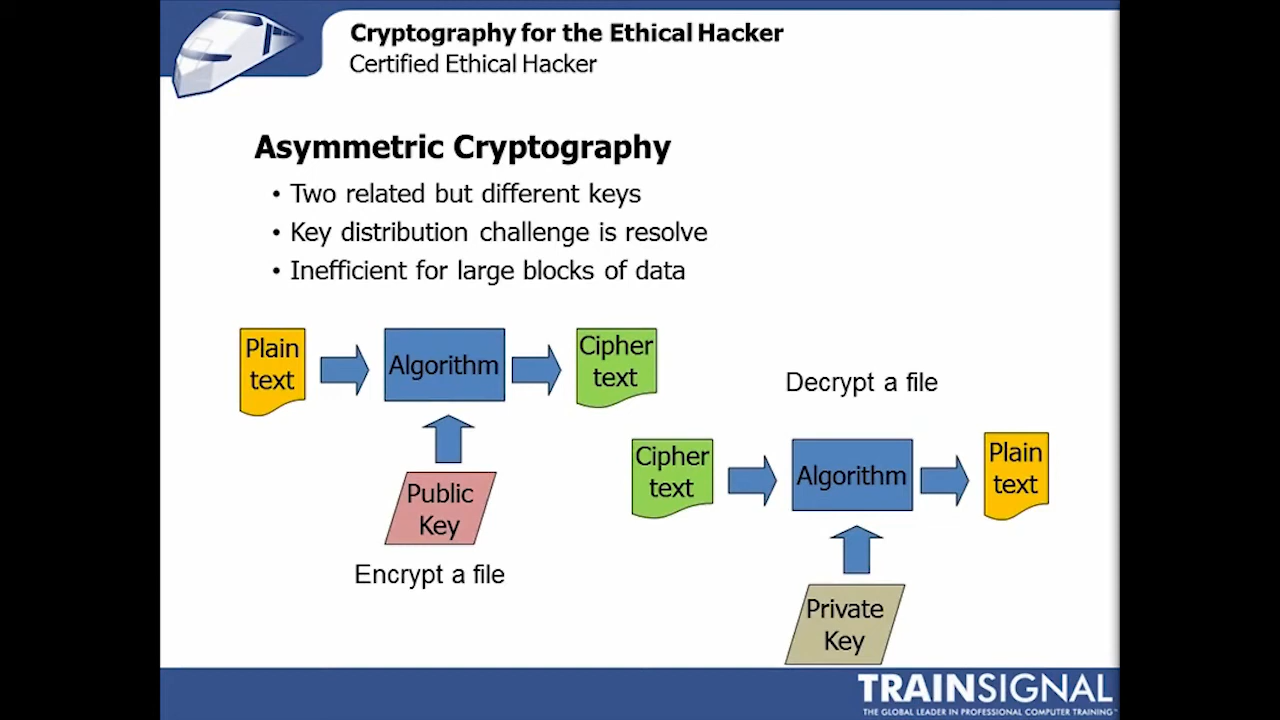 Cryptography for the Ethical Hacker
Certified Ethical Hacker
Asymmetric Cryptography
• Two related but different keys
• Key distribution challenge is resolve
• Inefficient for large blocks of data
Plain
text
Algorithm
Cipher
text
Public
Key
Encrypt a file
Decrypt a file
Cipher
text
Algorithm
Plain
text
Private
Key
TRAINSIGNAL
THE GLOBAL LEADER IN PROFESSIONAL COMPUTER TRAINING